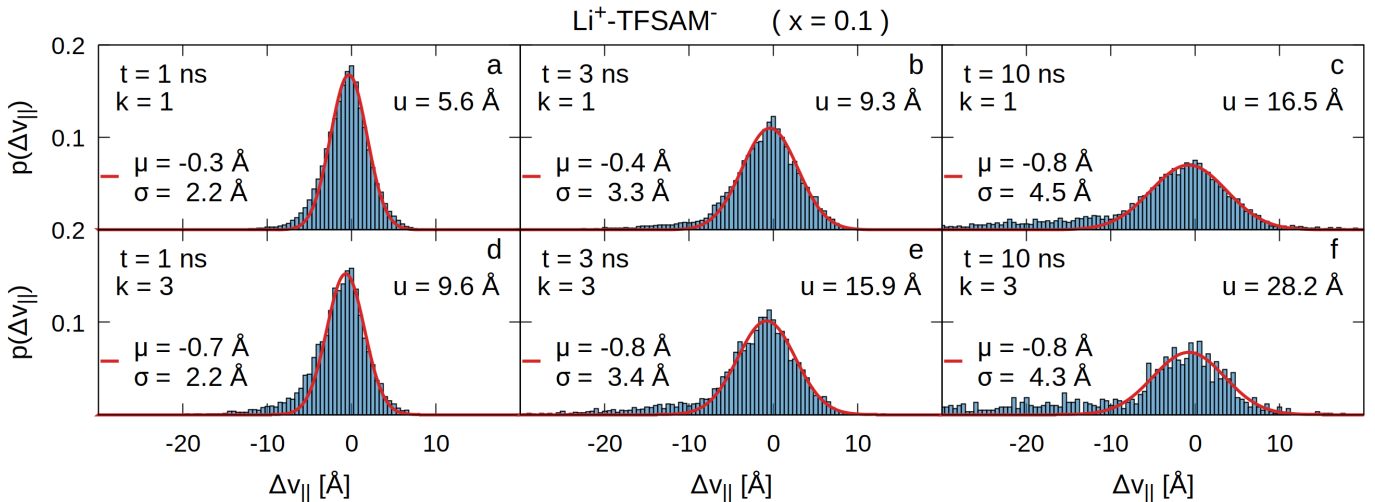 Li⁺-TFSAM⁻ ( x = 0.1 )
0.2
0.1
0.2
0.1
p(Δv||)
p(Δv||)
t = 1 ns
a
k = 1
u = 5.6 Å
μ = -0.3 Å
σ = 2.2 Å
t = 3 ns
b
k = 1
u = 9.3 Å
μ = -0.4 Å
σ = 3.3 Å
t = 10 ns
c
k = 1
u = 16.5 Å
μ = -0.8 Å
σ = 4.5 Å
t = 1 ns
d
k = 3
u = 9.6 Å
μ = -0.7 Å
σ = 2.2 Å
t = 3 ns
e
k = 3
u = 15.9 Å
μ = -0.8 Å
σ = 3.4 Å
t = 10 ns
f
k = 3
u = 28.2 Å
μ = -0.8 Å
σ = 4.3 Å
-20 -10 0 10
-20 -10 0 10
-20 -10 0 10
Δv|| [Å]
Δv|| [Å]
Δv|| [Å]